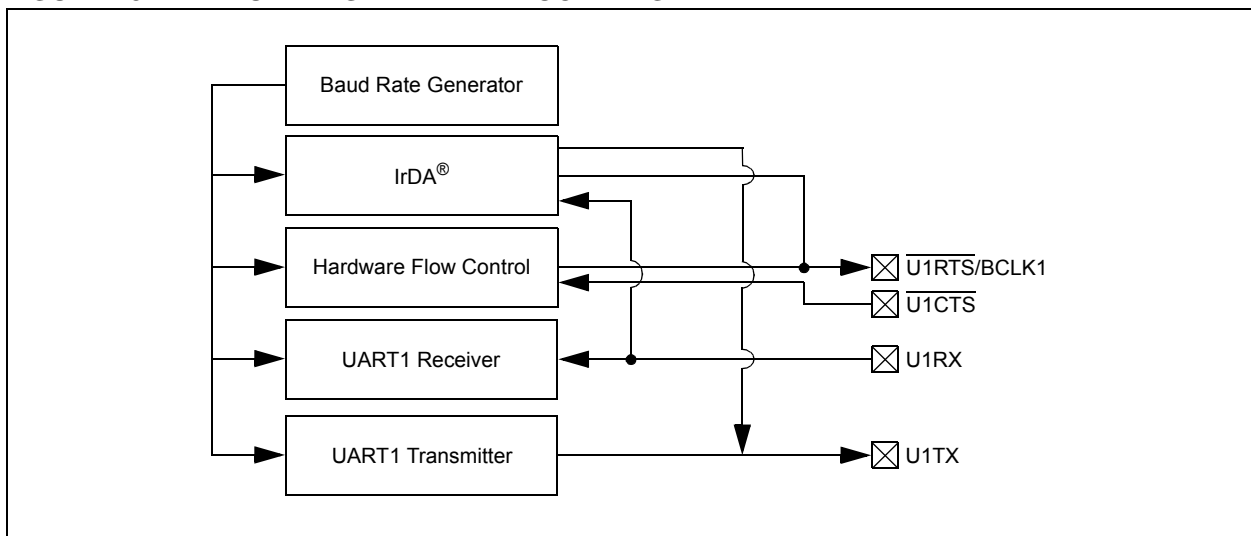 Baud Rate Generator
IrDA®
Hardware Flow Control
U1RTS/BCLK1
U1CTS
UART1 Receiver
U1RX
UART1 Transmitter
U1TX